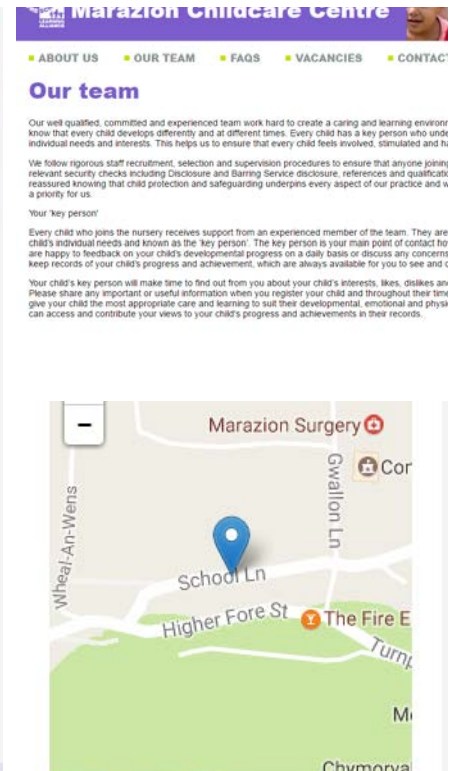 Marazion Childcare Centre
LEARNING
ALLIANCE
ABOUT US OUR TEAM FAQS VACANCIES CONTACT
Our team
Our well qualified, committed and experienced team work hard to create a caring and learning environm
know that every child develops differently and at different times. Every child has a key person who unde
individual needs and interests. This helps us to ensure that every child feels involved, stimulated and ha
We follow rigorous staff recruitment, selection and supervision procedures to ensure that anyone joining
relevant security checks including Disclosure and Barring Service disclosure, references and qualificatio
reassured knowing that child protection and safeguarding underpins every aspect of our practice and w
a priority for us.
Your 'key person'
Every child who joins the nursery receives support from an experienced member of the team. They are
child's individual needs and known as the 'key person'. The key person is your main point of contact ho
are happy to feedback on your child's developmental progress on a daily basis or discuss any concerns
keep records of your child's progress and achievement, which are always available for you to see and c
Your child's key person will make time to find out from you about your child's interests, likes, dislikes and
Please share any important or useful information when you register your child and throughout their time
give your child the most appropriate care and learning to suit their developmental, emotional and physi
can access and contribute your views to your child's progress and achievements in their records.
−
Marazion Surgery
Cor
Gwallon Ln
Wheal-An-Wens
School Ln
Higher Fore St
The Fire E
Turnp
Mo
Chymorva